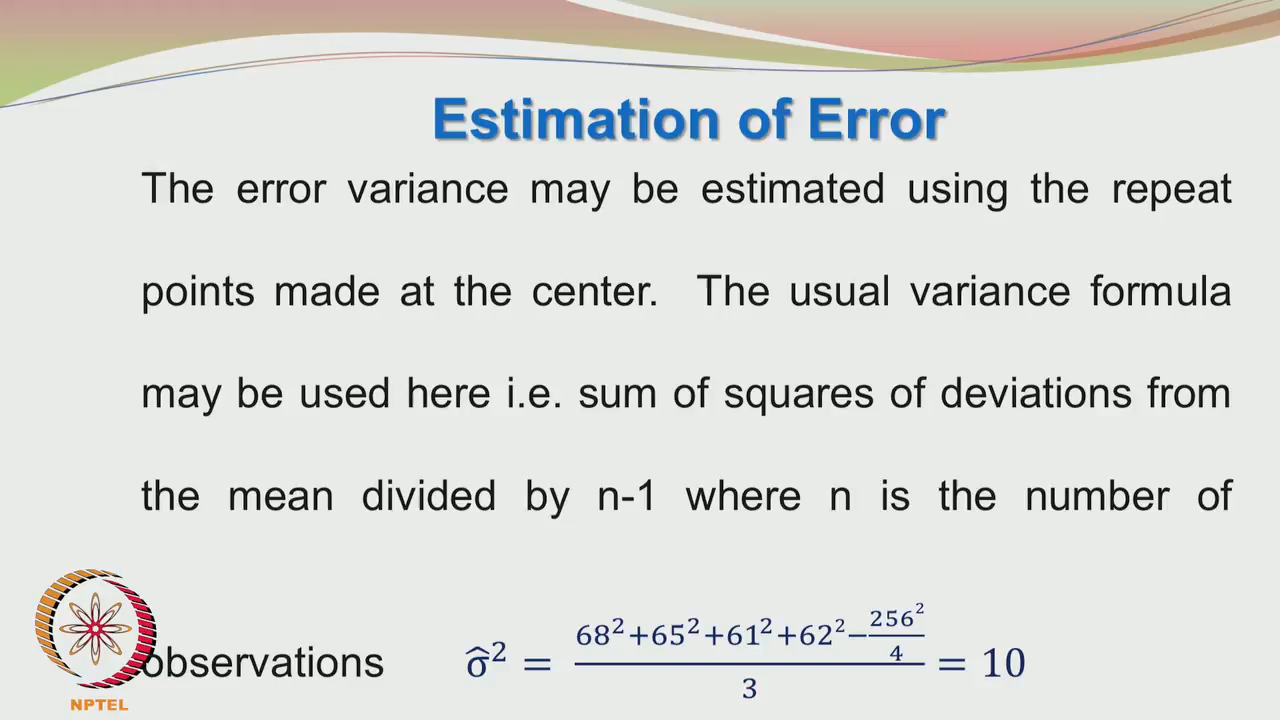 Estimation of Error
The error variance may be estimated using the repeat
points made at the center. The usual variance formula
may be used here i.e. sum of squares of deviations from
the mean divided by n-1 where n is the number of
observations σ̂² = (68²+65²+61²+62²−256²/4)/3 = 10
NPTEL